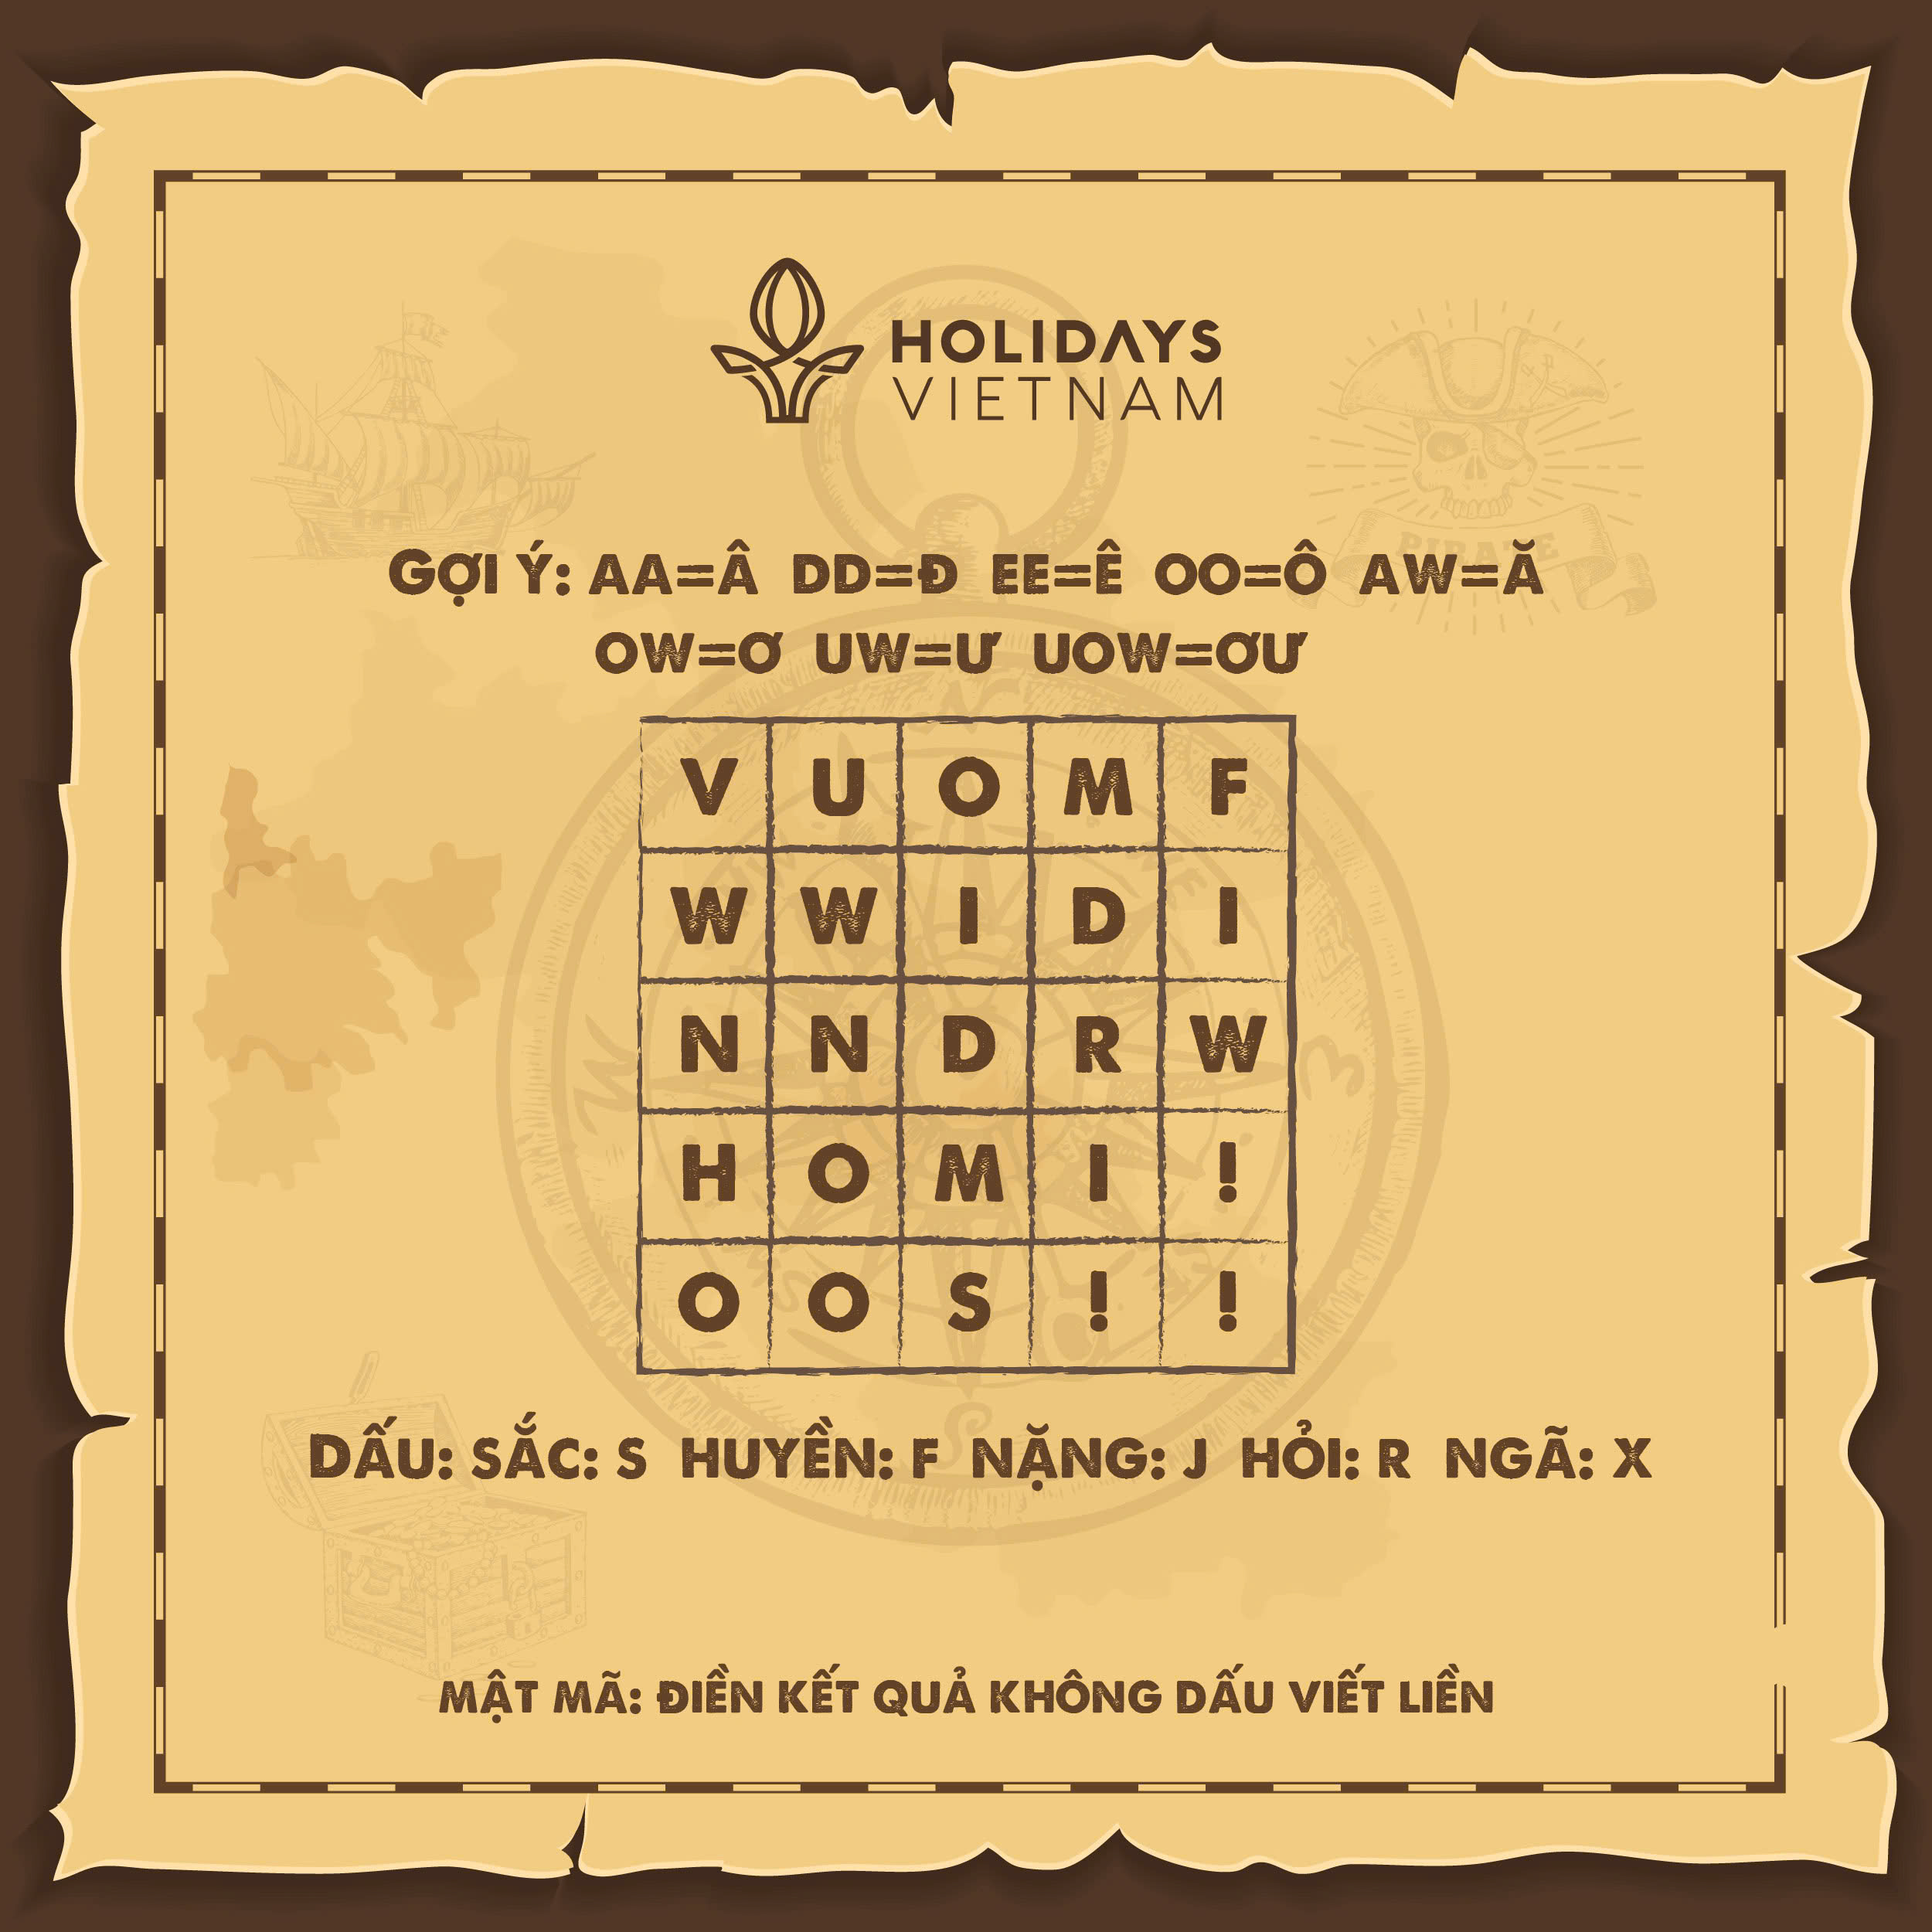 HOLIDAYS
VIETNAM
PIRATE
GỢI Ý: AA=Â DD=Đ EE=Ê OO=Ô AW=Ă
OW=Ơ UW=Ư UOW=ƠƯ
V U O M F
W W I D I
N N D R W
H O M I !
O O S ! !
DẤU: SẮC: S HUYỀN: F NẶNG: J HỎI: R NGÃ: X
MẬT MÃ: ĐIỀN KẾT QUẢ KHÔNG DẤU VIẾT LIỀN